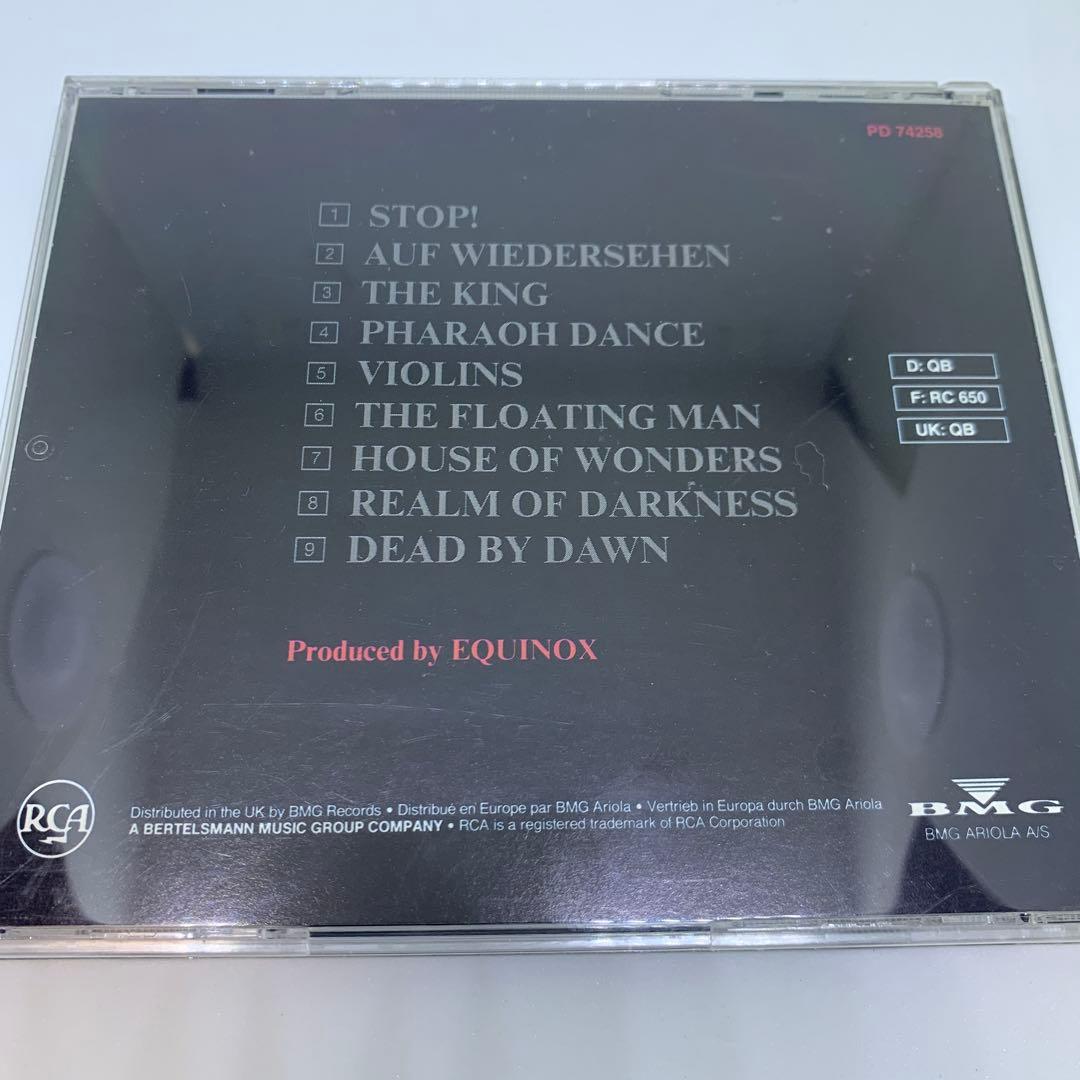 PD 74258
1 STOP!
2 AUF WIEDERSEHEN
3 THE KING
4 PHARAOH DANCE
5 VIOLINS
6 THE FLOATING MAN
7 HOUSE OF WONDERS
8 REALM OF DARKNESS
9 DEAD BY DAWN
D: QB
F: RC 650
UK: QB
Produced by EQUINOX
RCA
Distributed in the UK by BMG Records • Distribué en Europe par BMG Ariola • Vertrieb in Europa durch BMG Ariola
A BERTELSMANN MUSIC GROUP COMPANY • RCA is a registered trademark of RCA Corporation
BMG
BMG ARIOLA A/S